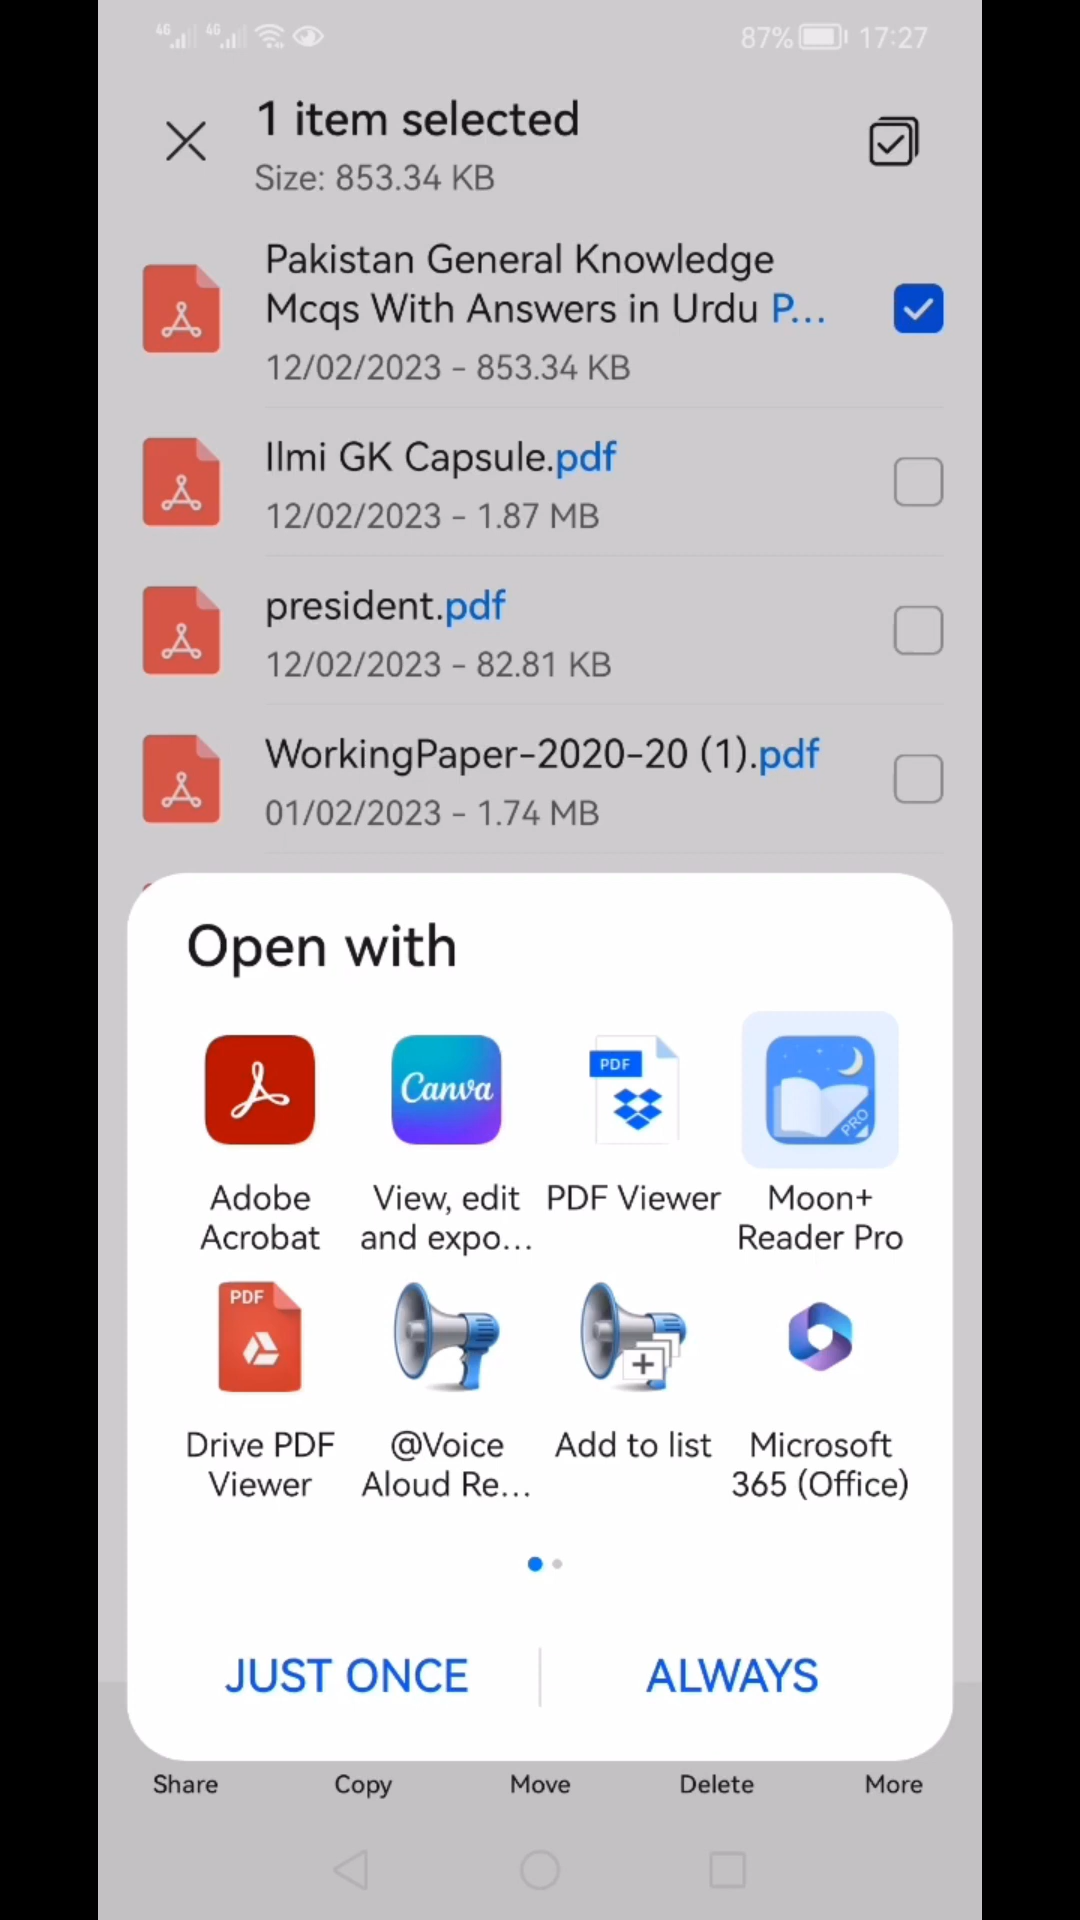 4G 4G 87% 17:27
1 item selected
Size: 853.34 KB
Pakistan General Knowledge
Mcqs With Answers in Urdu P...
12/02/2023 - 853.34 KB
Ilmi GK Capsule.pdf
12/02/2023 - 1.87 MB
president.pdf
12/02/2023 - 82.81 KB
WorkingPaper-2020-20 (1).pdf
01/02/2023 - 1.74 MB
Open with
Canva
PDF
PRO
Adobe
Acrobat
View, edit
and expo...
PDF Viewer
Moon+
Reader Pro
PDF
Drive PDF
Viewer
@Voice
Aloud Re...
Add to list
Microsoft
365 (Office)
JUST ONCE
ALWAYS
Share
Copy
Move
Delete
More